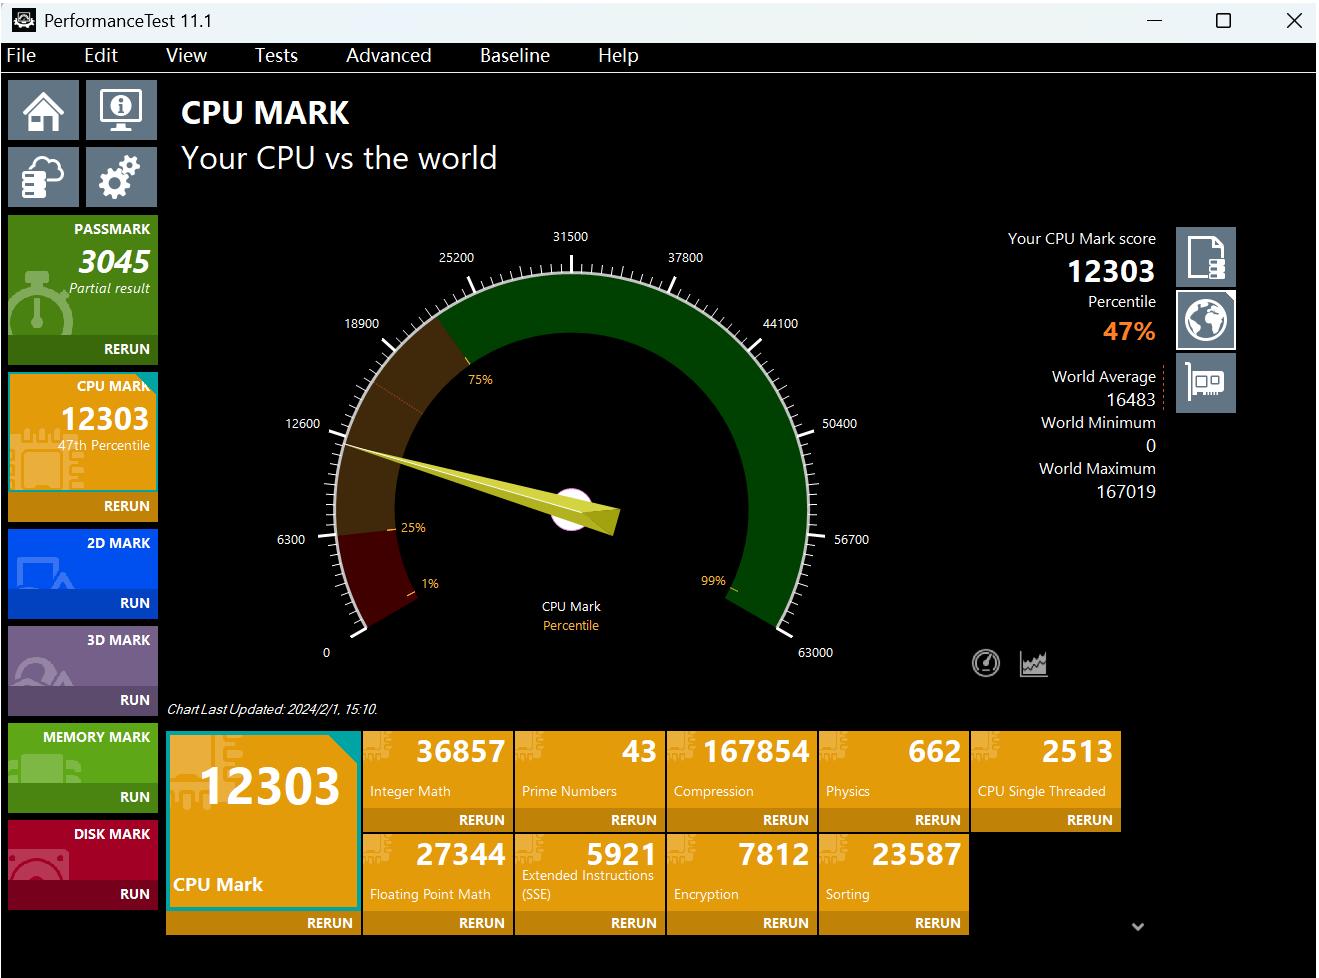 PerformanceTest 11.1
File Edit View Tests Advanced Baseline Help
CPU MARK
Your CPU vs the world
PASSMARK
3045
Partial result
RERUN
CPU MARK
12303
47th Percentile
RERUN
2D MARK
RUN
3D MARK
RUN
MEMORY MARK
RUN
DISK MARK
RUN
0
6300
12600
18900
25200
31500
37800
44100
50400
56700
63000
1%
25%
75%
99%
CPU Mark
Percentile
Your CPU Mark score
12303
Percentile
47%
World Average
16483
World Minimum
0
World Maximum
167019
Chart Last Updated: 2024/2/1, 15:10.
12303
CPU Mark
RERUN
36857
Integer Math
RERUN
43
Prime Numbers
RERUN
167854
Compression
RERUN
662
Physics
RERUN
2513
CPU Single Threaded
RERUN
27344
Floating Point Math
RERUN
5921
Extended Instructions
(SSE)
RERUN
7812
Encryption
RERUN
23587
Sorting
RERUN